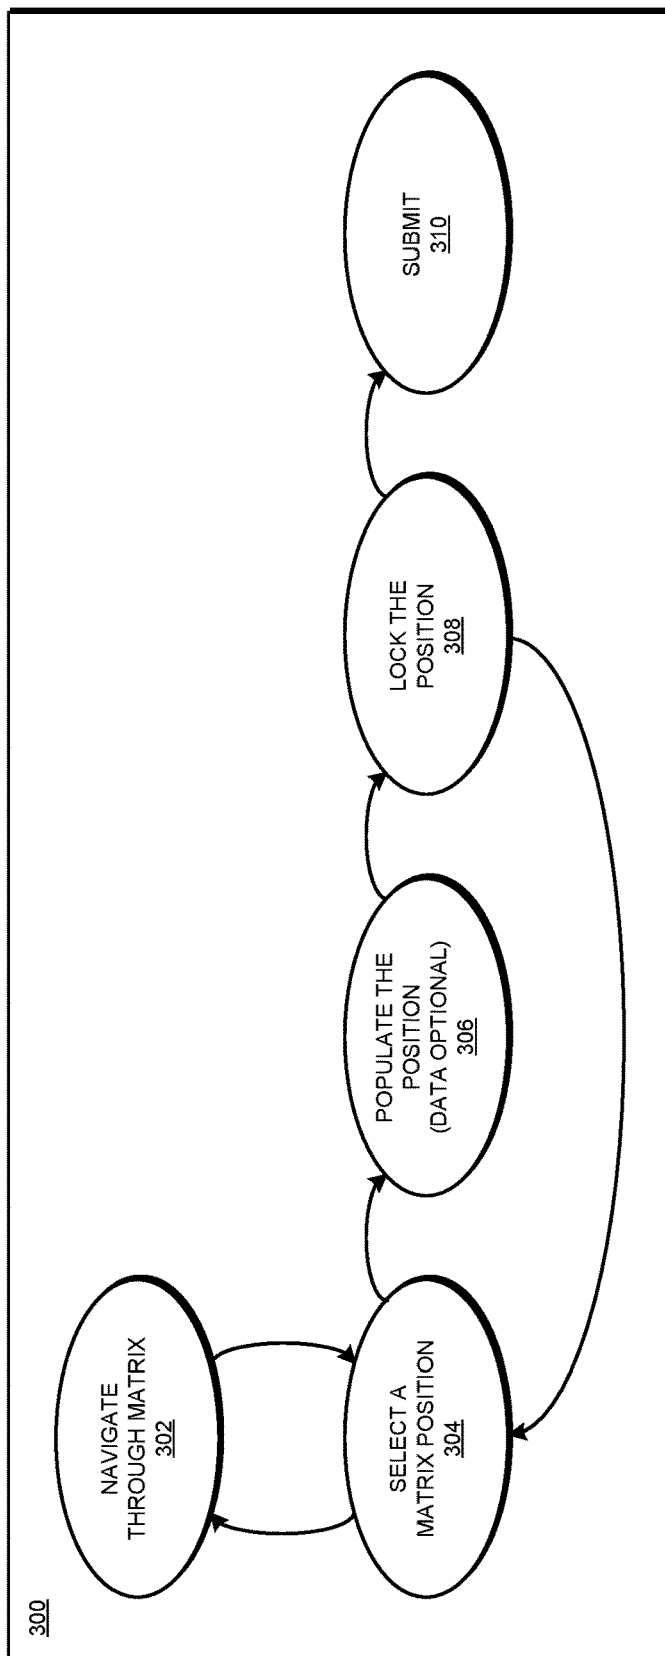 300
NAVIGATE
THROUGH MATRIX
302
SELECT A
MATRIX POSITION
304
POPULATE THE
POSITION
(DATA OPTIONAL)
306
LOCK THE
POSITION
308
SUBMIT
310